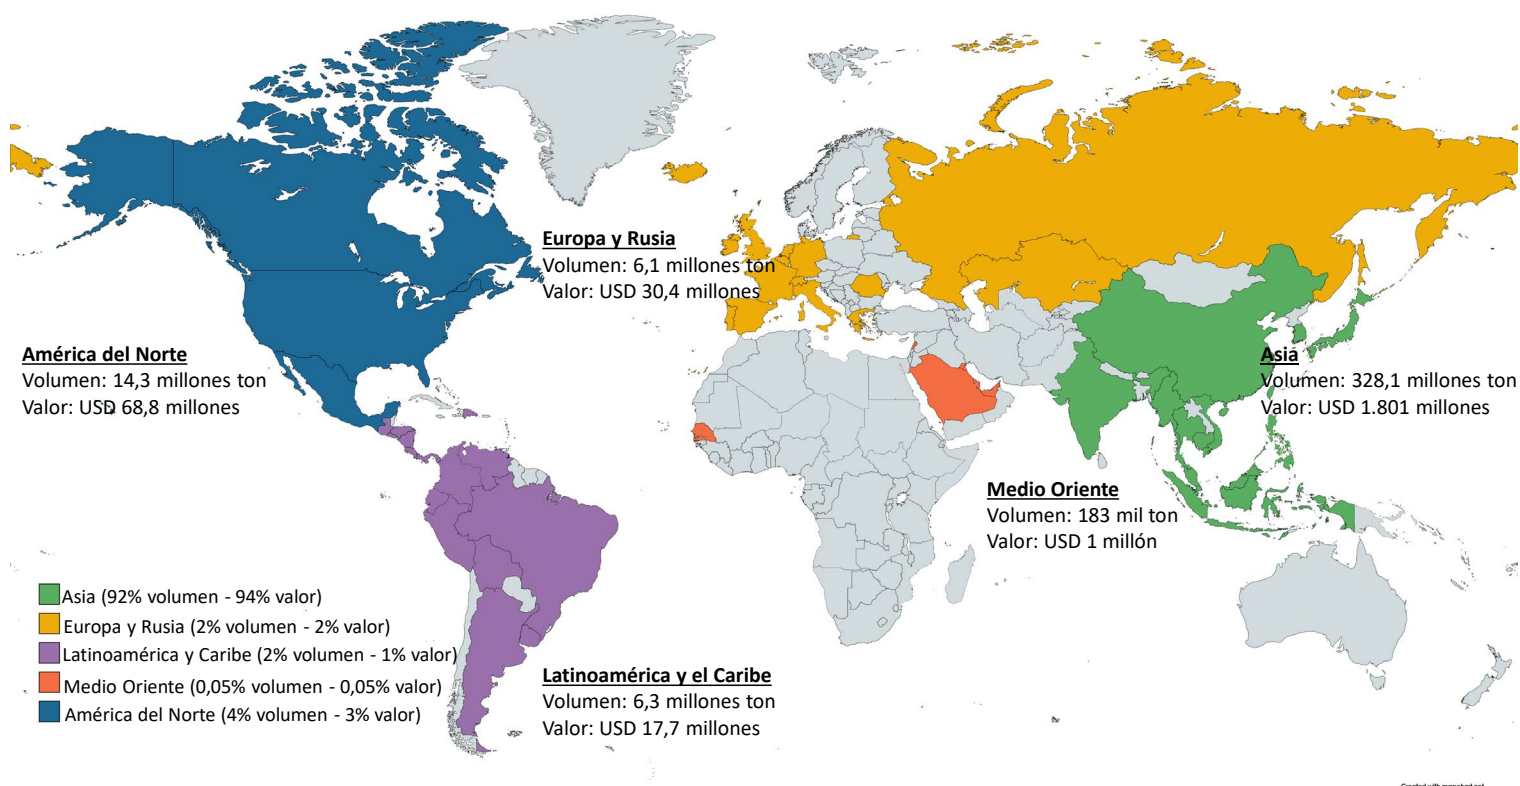 Europa y Rusia
Volumen: 6,1 millones ton
Valor: USD 30,4 millones
América del Norte
Volumen: 14,3 millones ton
Valor: USD 68,8 millones
Asia
Volumen: 328,1 millones ton
Valor: USD 1.801 millones
Medio Oriente
Volumen: 183 mil ton
Valor: USD 1 millón
Asia (92% volumen - 94% valor)
Europa y Rusia (2% volumen - 2% valor)
Latinoamérica y Caribe (2% volumen - 1% valor)
Medio Oriente (0,05% volumen - 0,05% valor)
América del Norte (4% volumen - 3% valor)
Latinoamérica y el Caribe
Volumen: 6,3 millones ton
Valor: USD 17,7 millones